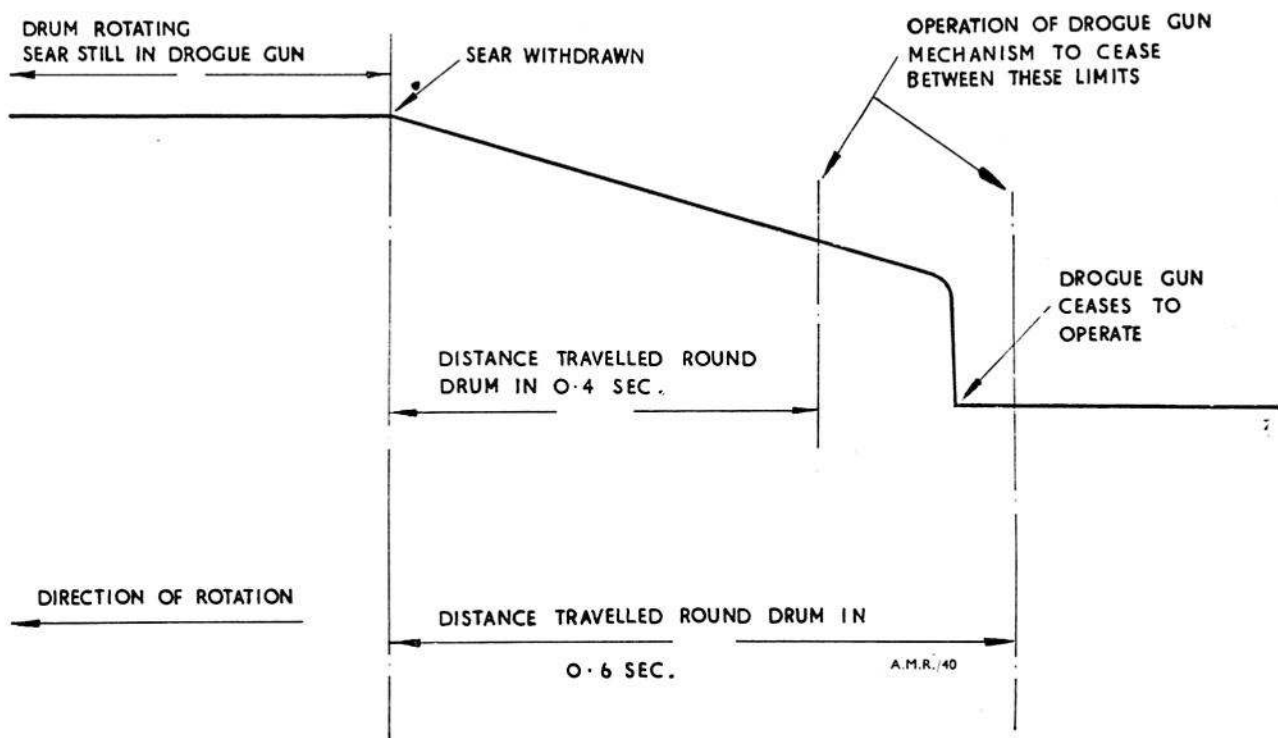 DRUM ROTATING
SEAR STILL IN DROGUE GUN
SEAR WITHDRAWN
OPERATION OF DROGUE GUN
MECHANISM TO CEASE
BETWEEN THESE LIMITS
DROGUE GUN
CEASES TO
OPERATE
DISTANCE TRAVELLED ROUND
DRUM IN 0·4 SEC.
DIRECTION OF ROTATION
DISTANCE TRAVELLED ROUND DRUM IN
0·6 SEC.
A.M.R./40